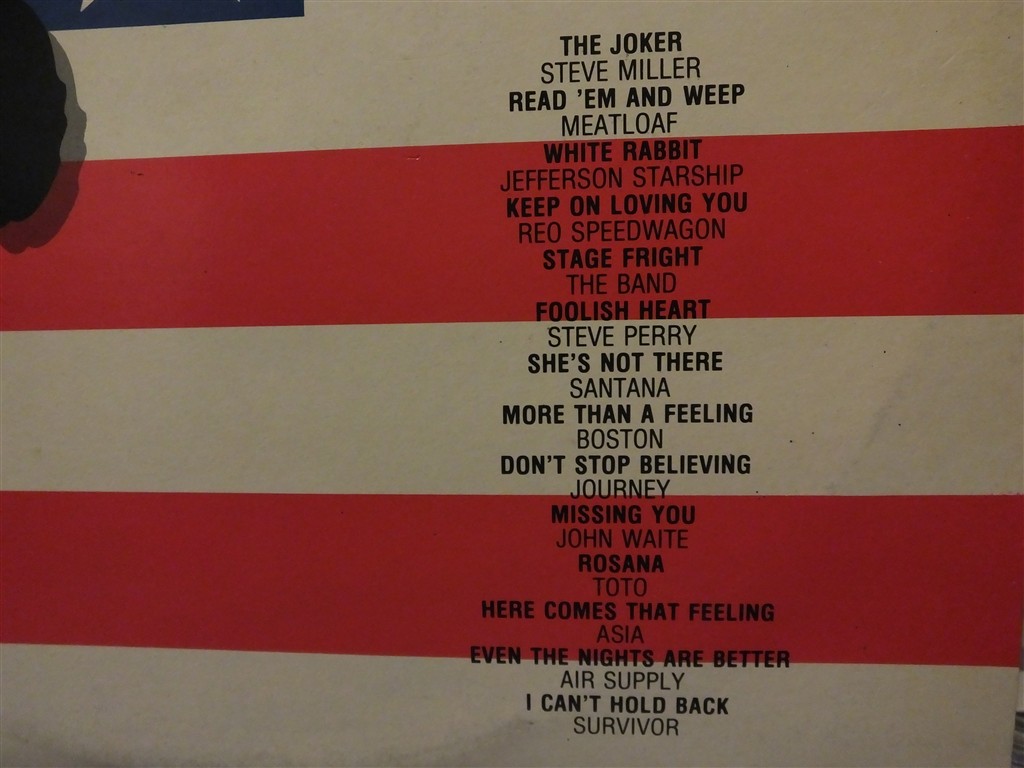 THE JOKER
STEVE MILLER
READ 'EM AND WEEP
MEATLOAF
WHITE RABBIT
JEFFERSON STARSHIP
KEEP ON LOVING YOU
REO SPEEDWAGON
STAGE FRIGHT
THE BAND
FOOLISH HEART
STEVE PERRY
SHE'S NOT THERE
SANTANA
MORE THAN A FEELING
BOSTON
DON'T STOP BELIEVING
JOURNEY
MISSING YOU
JOHN WAITE
ROSANA
TOTO
HERE COMES THAT FEELING
ASIA
EVEN THE NIGHTS ARE BETTER
AIR SUPPLY
I CAN'T HOLD BACK
SURVIVOR